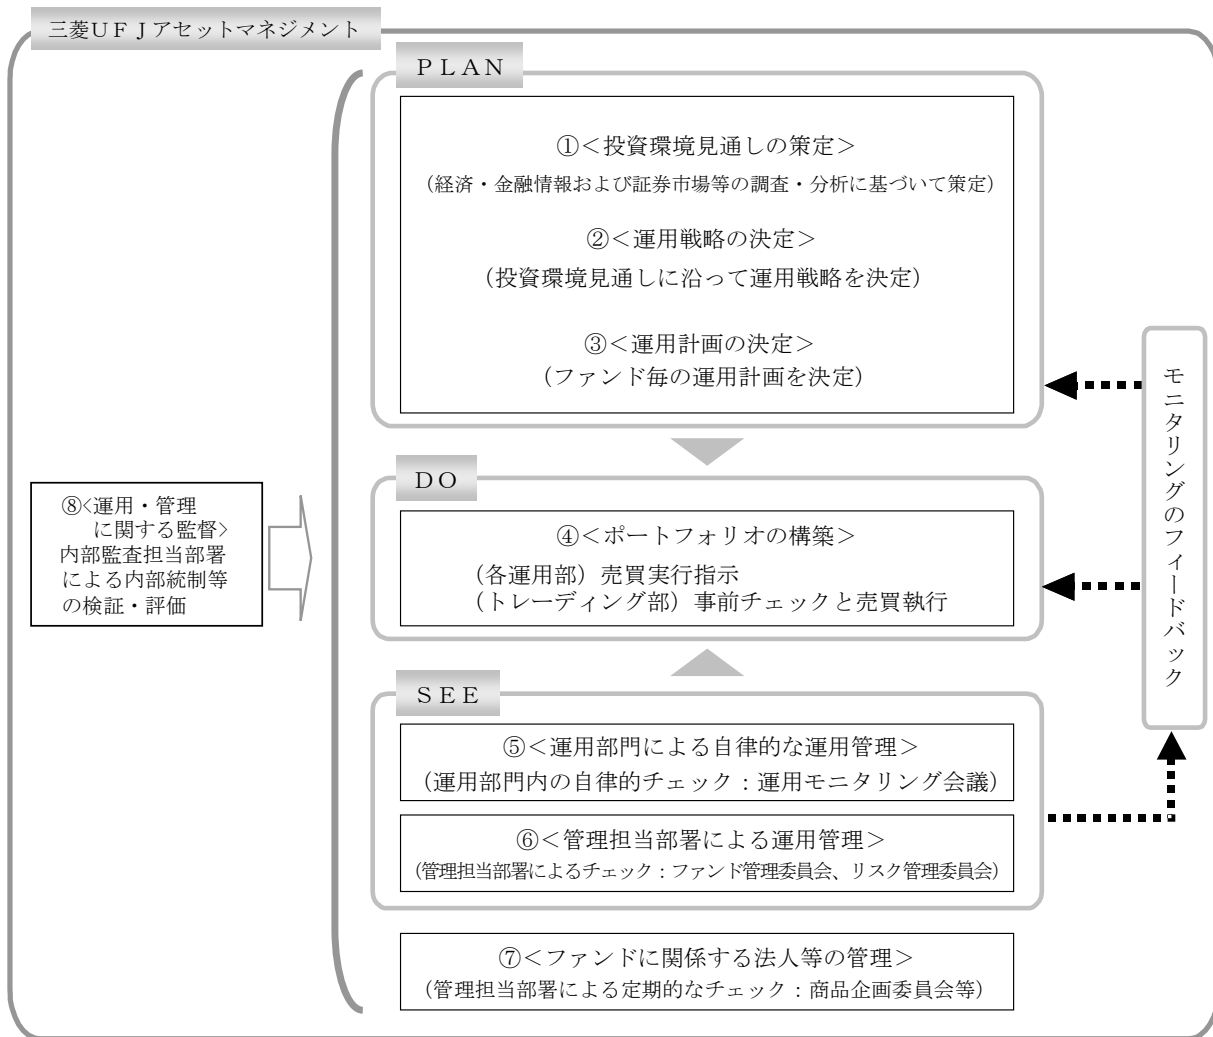 三菱ＵＦＪアセットマネジメント
ＰＬＡＮ
①＜投資環境見通しの策定＞
（経済・金融情報および証券市場等の調査・分析に基づいて策定）
②＜運用戦略の決定＞
（投資環境見通しに沿って運用戦略を決定）
③＜運用計画の決定＞
（ファンド毎の運用計画を決定）
ＤＯ
④＜ポートフォリオの構築＞
（各運用部）売買実行指示
（トレーディング部）事前チェックと売買執行
ＳＥＥ
⑤＜運用部門による自律的な運用管理＞
（運用部門内の自律的チェック：運用モニタリング会議）
⑥＜管理担当部署による運用管理＞
（管理担当部署によるチェック：ファンド管理委員会、リスク管理委員会）
⑦＜ファンドに関係する法人等の管理＞
（管理担当部署による定期的なチェック：商品企画委員会等）
⑧<運用・管理
に関する監督>
内部監査担当部署
による内部統制等
の検証・評価
モニタリングのフィードバック